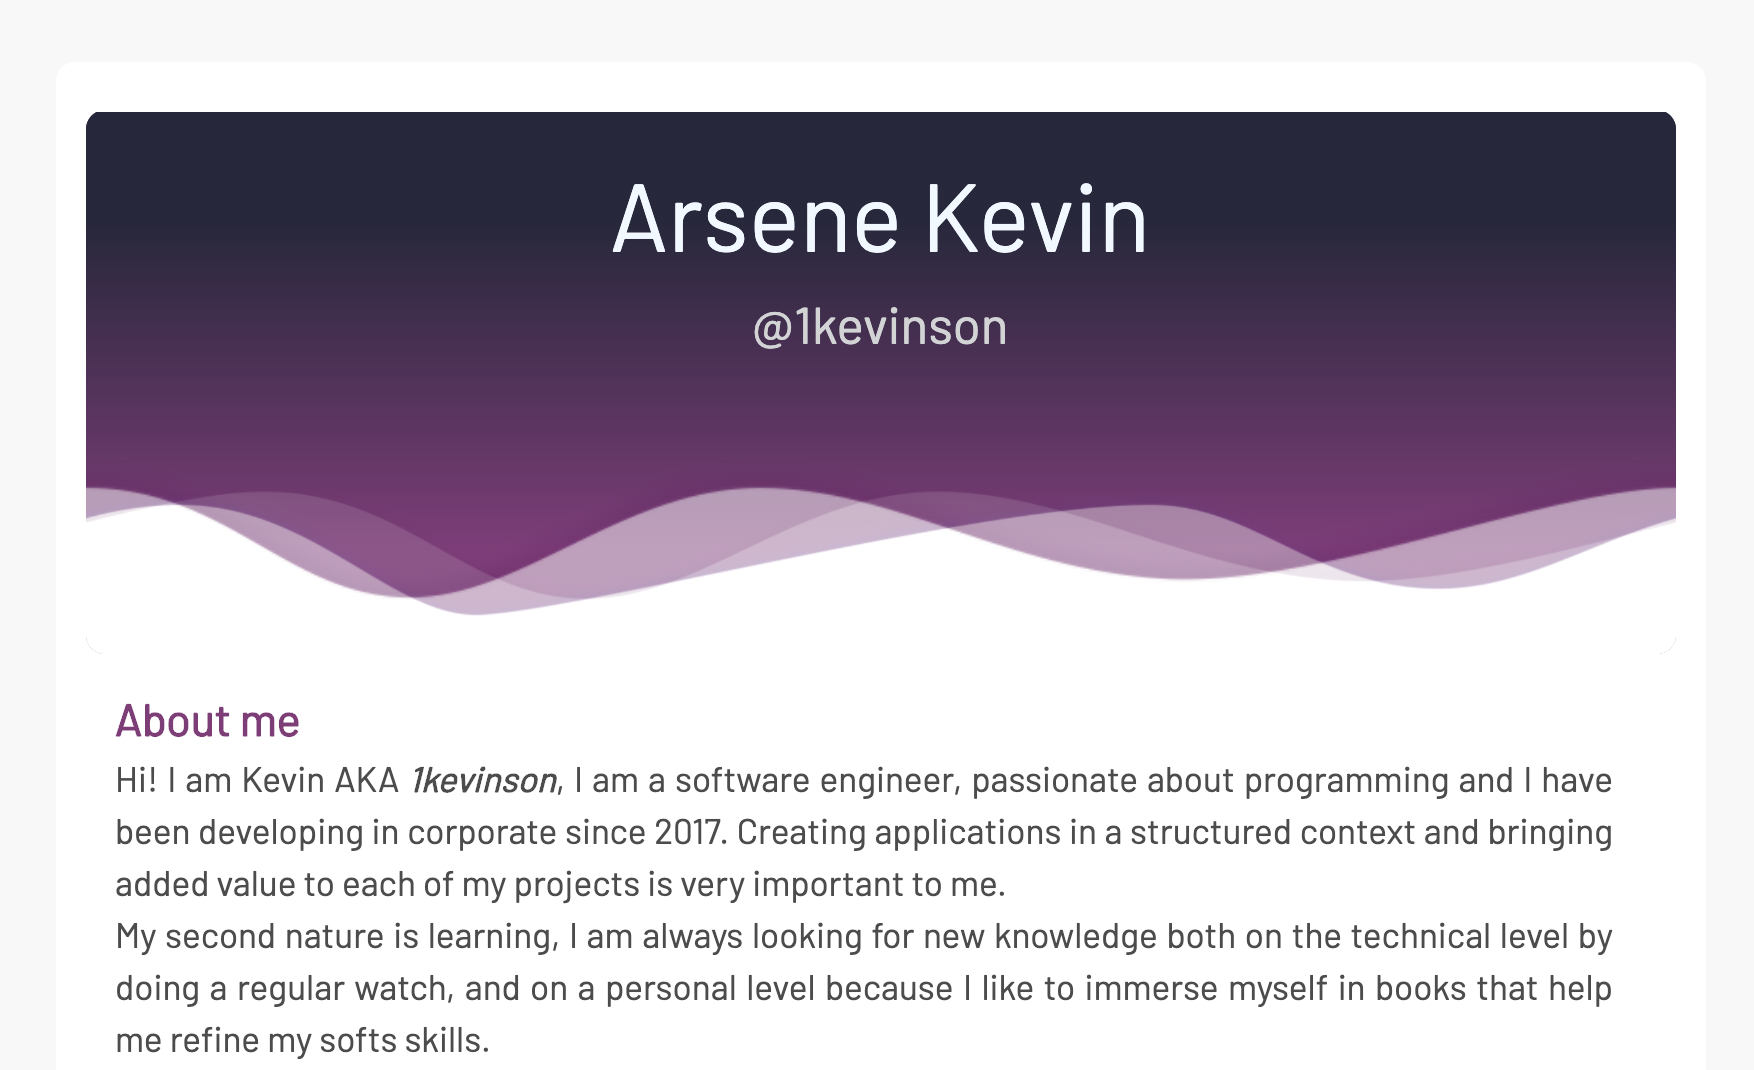 Arsene Kevin
@1kevinson
About me
Hi! I am Kevin AKA 1kevinson, I am a software engineer, passionate about programming and I have
been developing in corporate since 2017. Creating applications in a structured context and bringing
added value to each of my projects is very important to me.
My second nature is learning, I am always looking for new knowledge both on the technical level by
doing a regular watch, and on a personal level because I like to immerse myself in books that help
me refine my softs skills.